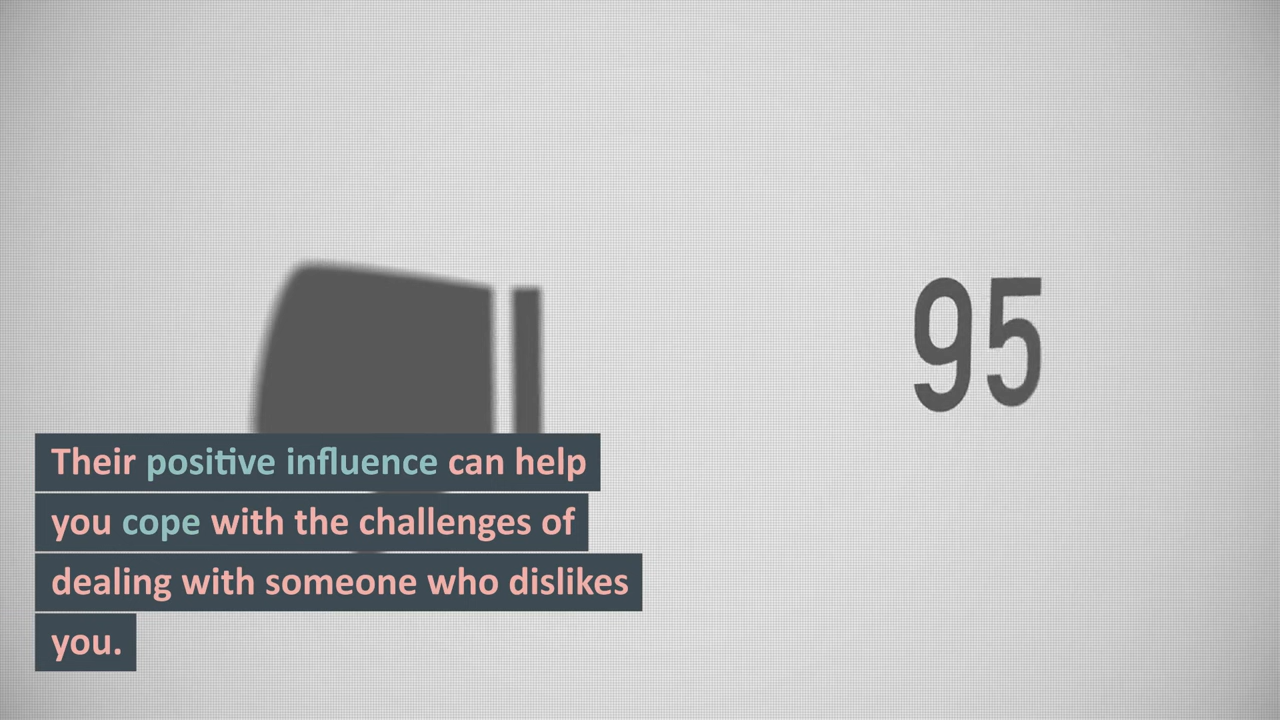 95
Their positive influence can help
you cope with the challenges of
dealing with someone who dislikes
you.